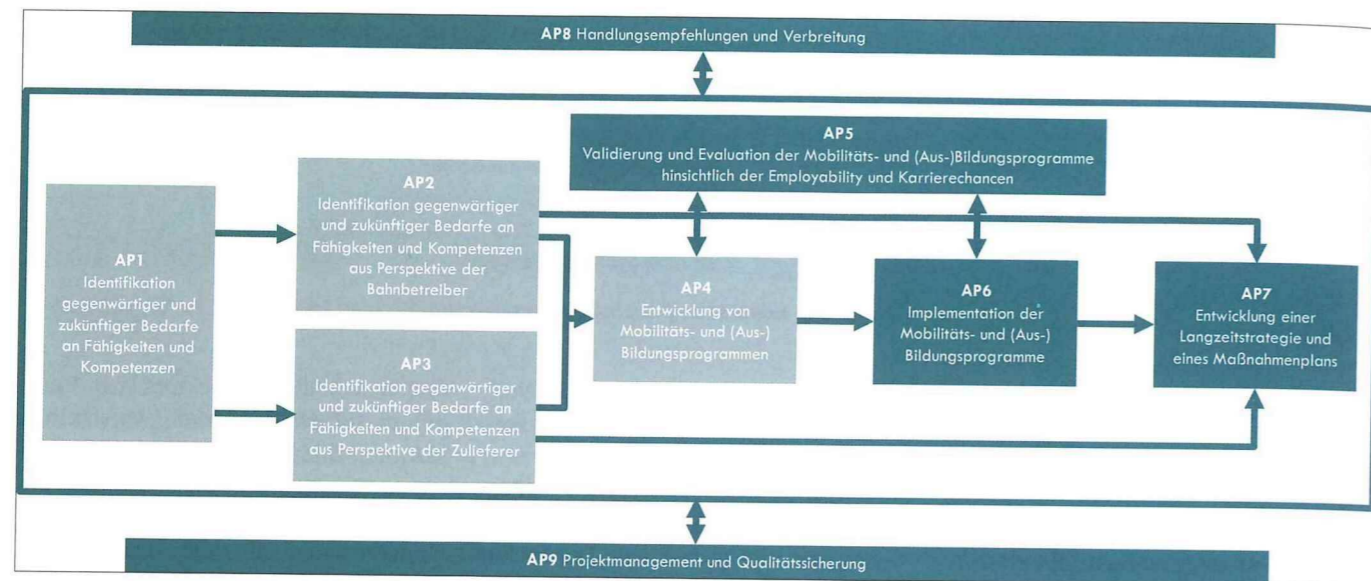 AP8 Handlungsempfehlungen und Verbreitung
AP5
Validierung und Evaluation der Mobilitäts- und (Aus-)Bildungsprogramme
hinsichtlich der Employability und Karrierechancen
AP1
Identifikation
gegenwärtiger und
zukünftiger Bedarfe
an Fähigkeiten und
Kompetenzen
AP2
Identifikation gegenwärtiger
und zukünftiger Bedarfe an
Fähigkeiten und Kompetenzen
aus Perspektive der
Bahnbetreiber
AP3
Identifikation gegenwärtiger
und zukünftiger Bedarfe an
Fähigkeiten und Kompetenzen
aus Perspektive der Zulieferer
AP4
Entwicklung von
Mobilitäts- und (Aus-)
Bildungsprogrammen
AP6
Implementation der
Mobilitäts- und (Aus-)
Bildungsprogramme
AP7
Entwicklung einer
Langzeitstrategie und
eines Maßnahmenplans
AP9 Projektmanagement und Qualitätssicherung